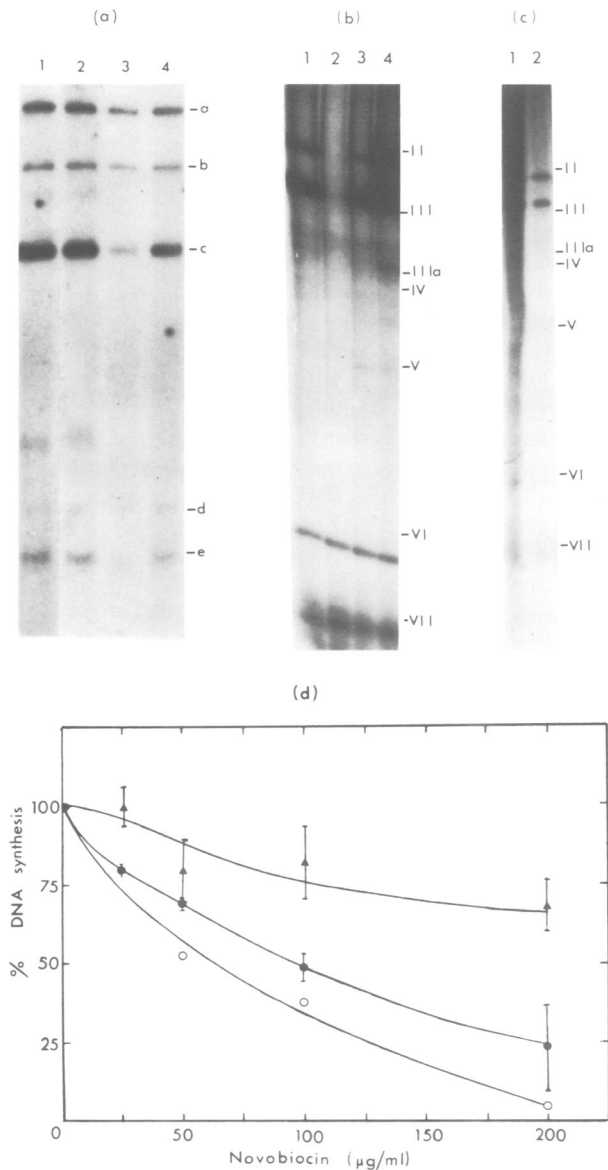 (a)
(b)
(c)
1 2 3 4
1 2 3 4
1 2
-a
-b
-c
-d
-e
-II
-III
-IIIa
-IV
-V
-VI
-VII
-II
-III
-IIIa
-IV
-V
-VI
-VII
(d)
% DNA synthesis
100
75
50
25
0 50 100 150 200
Novobiocin (µg/ml)